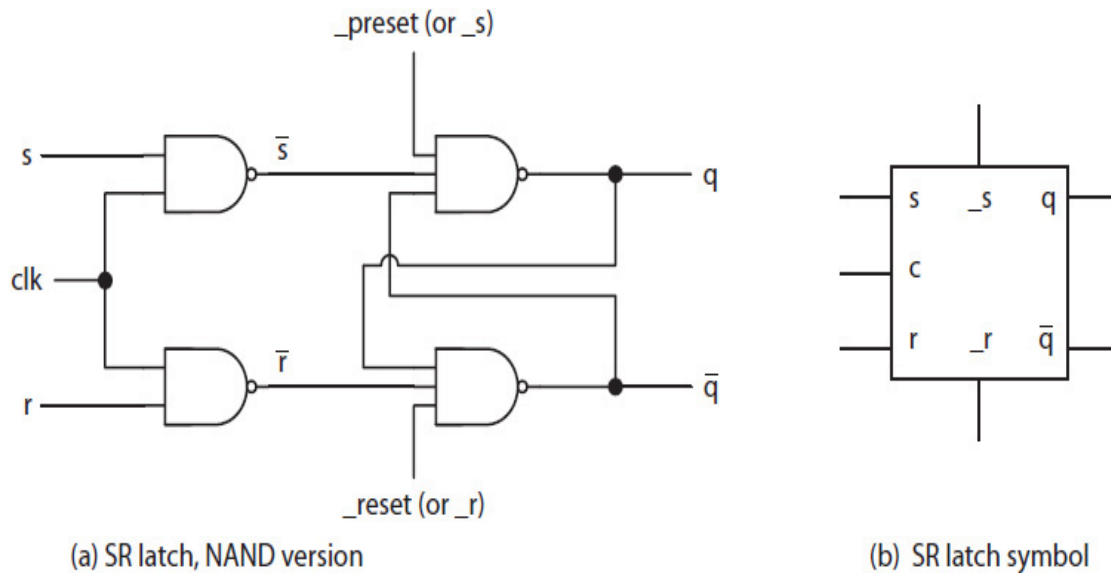 _preset (or _s)
s
s̅
q
clk
r̅
r
q̅
_reset (or _r)
(a) SR latch, NAND version
s _s q
c
r _r q̅
(b) SR latch symbol